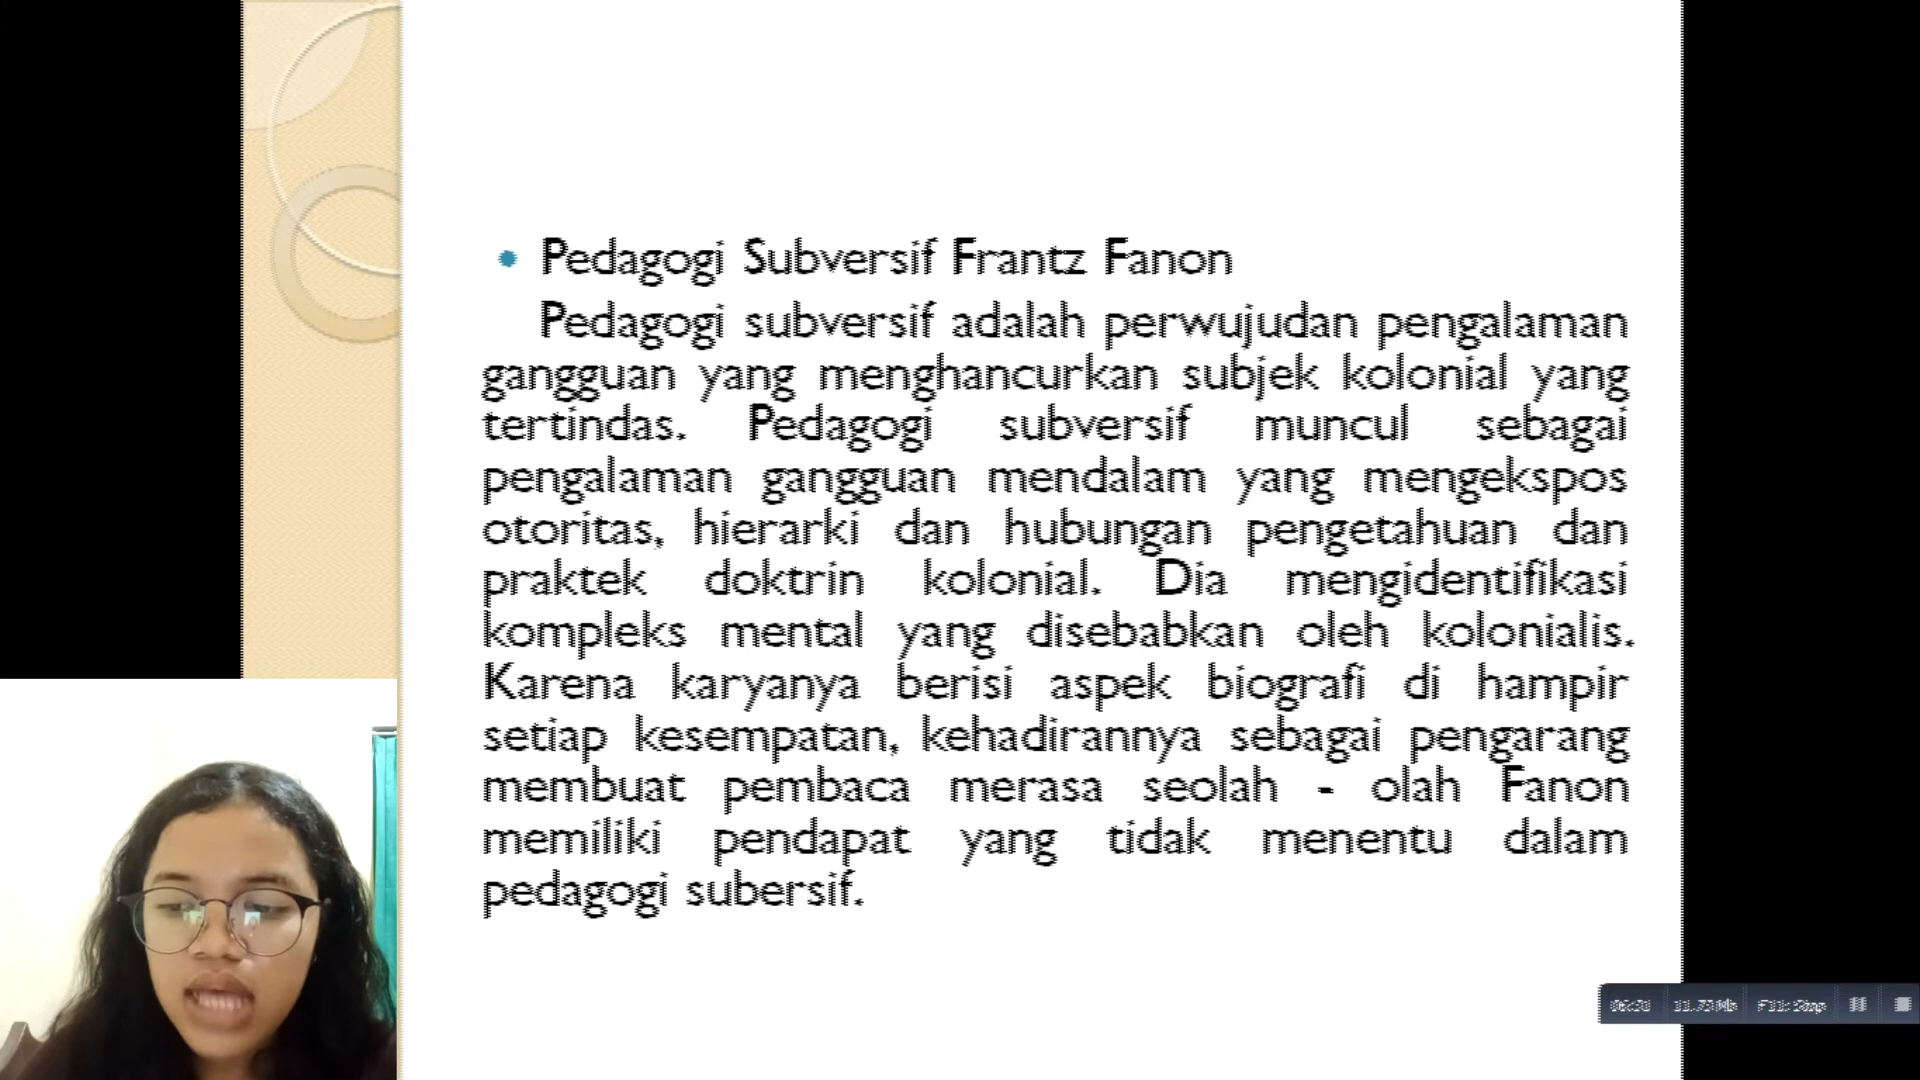 Pedagogi Subversif Frantz Fanon
Pedagogi subversif adalah perwujudan pengalaman
gangguan yang menghancurkan subjek kolonial yang
tertindas. Pedagogi subversif muncul sebagai
pengalaman gangguan mendalam yang mengekspos
otoritas, hierarki dan hubungan pengetahuan dan
praktek doktrin kolonial. Dia mengidentifikasi
kompleks mental yang disebabkan oleh kolonialis.
Karena karyanya berisi aspek biografi di hampir
setiap kesempatan, kehadirannya sebagai pengarang
membuat pembaca merasa seolah - olah Fanon
memiliki pendapat yang tidak menentu dalam
pedagogi subersif.
F11: Stop